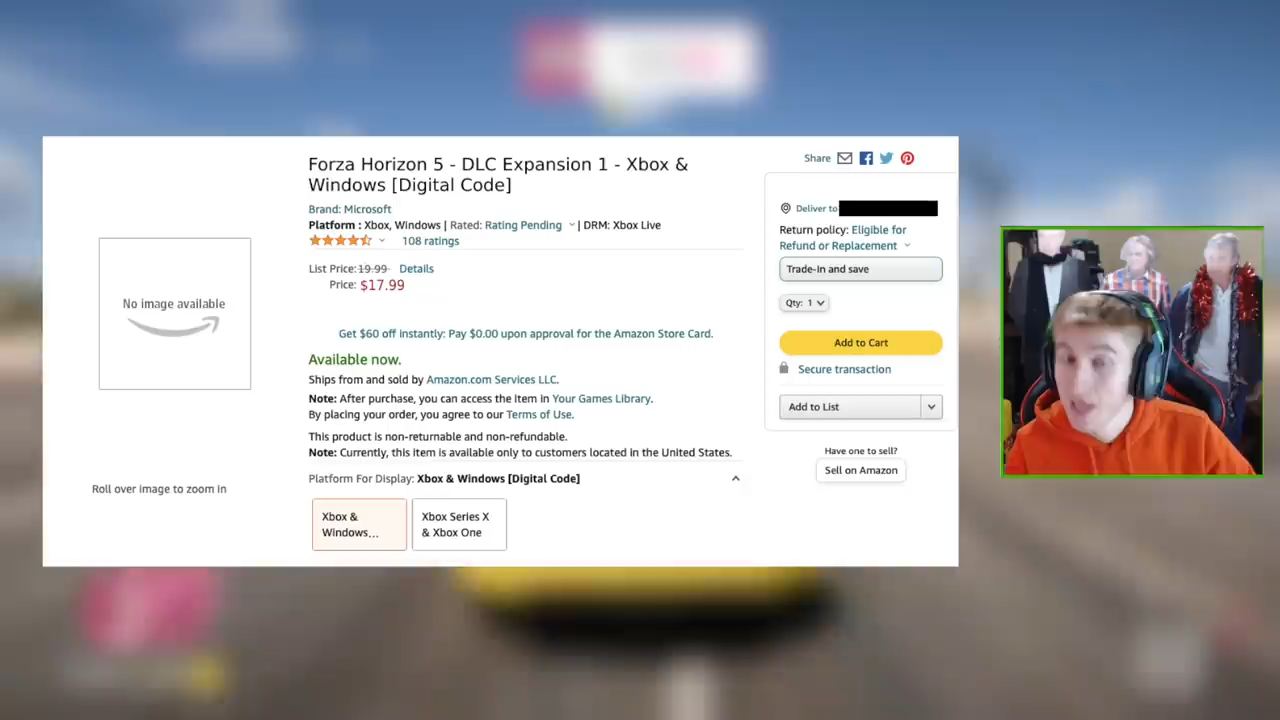 Forza Horizon 5 - DLC Expansion 1 - Xbox &
Windows [Digital Code]
Brand: Microsoft
Platform : Xbox, Windows | Rated: Rating Pending | DRM: Xbox Live
108 ratings
List Price: 19.99 Details
Price: $17.99
Get $60 off instantly: Pay $0.00 upon approval for the Amazon Store Card.
Available now.
Ships from and sold by Amazon.com Services LLC.
Note: After purchase, you can access the item in Your Games Library.
By placing your order, you agree to our Terms of Use.
This product is non-returnable and non-refundable.
Note: Currently, this item is available only to customers located in the United States.
Platform For Display: Xbox & Windows [Digital Code]
Xbox &
Windows...
Xbox Series X
& Xbox One
No image available
Roll over image to zoom in
Share
Deliver to
Return policy: Eligible for
Refund or Replacement
Trade-In and save
Qty: 1
Add to Cart
Secure transaction
Add to List
Have one to sell?
Sell on Amazon